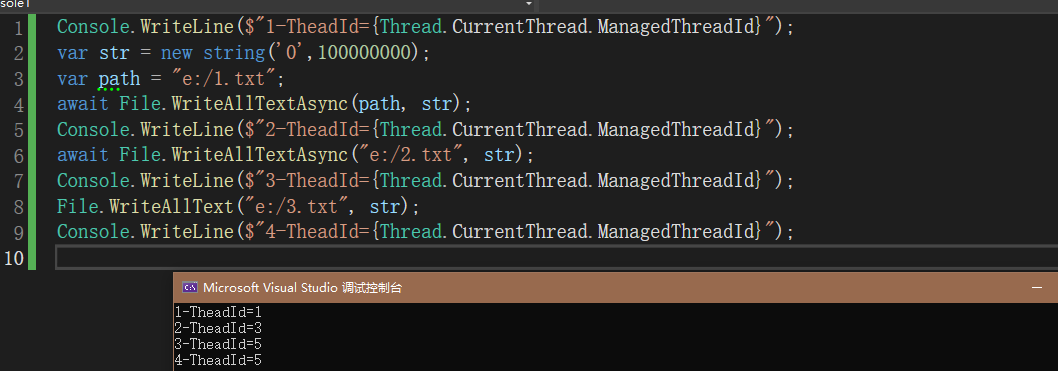 sole1
1 Console.WriteLine($"1-TheadId={Thread.CurrentThread.ManagedThreadId}");
2 var str = new string('0',100000000);
3 var path = "e:/1.txt";
4 await File.WriteAllTextAsync(path, str);
5 Console.WriteLine($"2-TheadId={Thread.CurrentThread.ManagedThreadId}");
6 await File.WriteAllTextAsync("e:/2.txt", str);
7 Console.WriteLine($"3-TheadId={Thread.CurrentThread.ManagedThreadId}");
8 File.WriteAllText("e:/3.txt", str);
9 Console.WriteLine($"4-TheadId={Thread.CurrentThread.ManagedThreadId}");
10
Microsoft Visual Studio 调试控制台
1-TheadId=1
2-TheadId=3
3-TheadId=5
4-TheadId=5